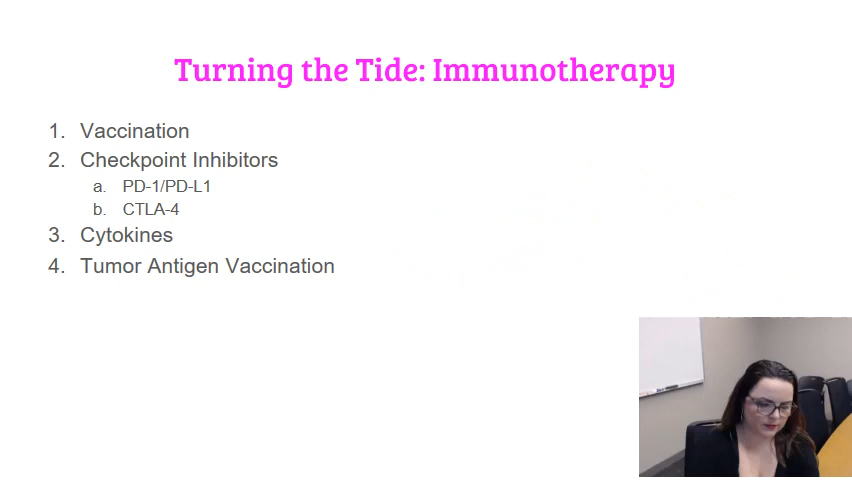 Turning the Tide: Immunotherapy
1. Vaccination
2. Checkpoint Inhibitors
a. PD-1/PD-L1
b. CTLA-4
3. Cytokines
4. Tumor Antigen Vaccination